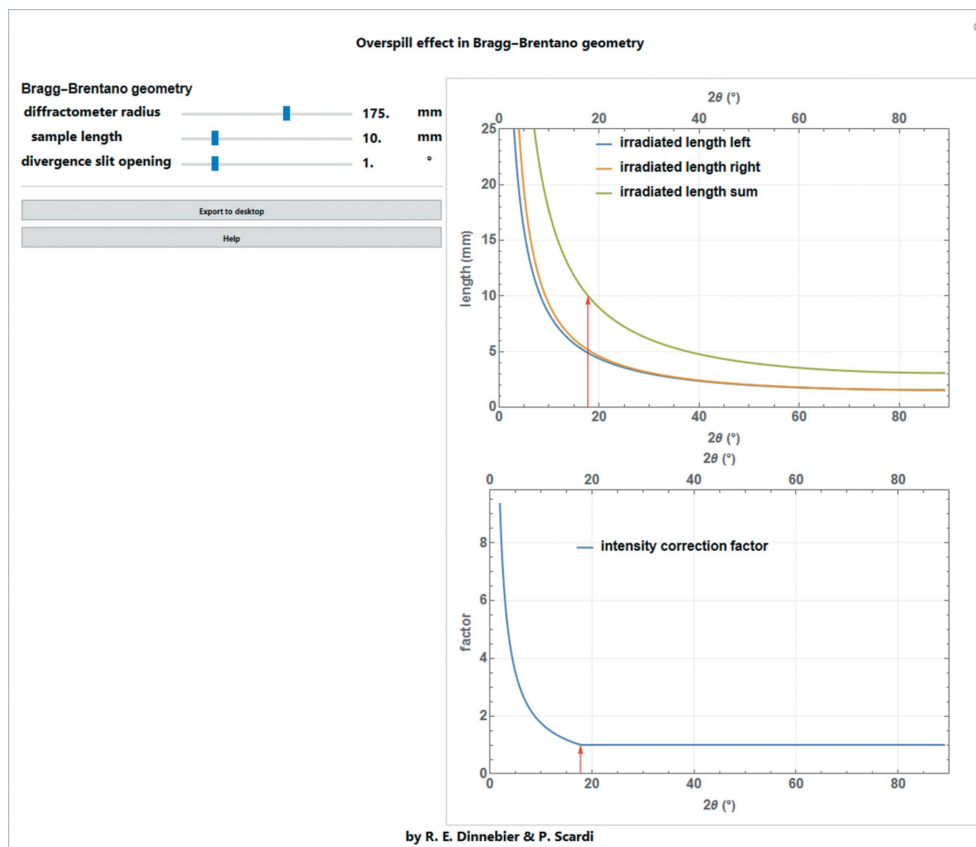 Overspill effect in Bragg–Brentano geometry
Bragg–Brentano geometry
diffractometer radius 175. mm
sample length 10. mm
divergence slit opening 1. °
Export to desktop
Help
2θ (°)
0 20 40 60 80
25
20
15
10
5
0
length (mm)
irradiated length left
irradiated length right
irradiated length sum
0 20 40 60 80
2θ (°)
2θ (°)
0 20 40 60 80
8
6
4
2
0
factor
intensity correction factor
0 20 40 60 80
2θ (°)
by R. E. Dinnebier & P. Scardi